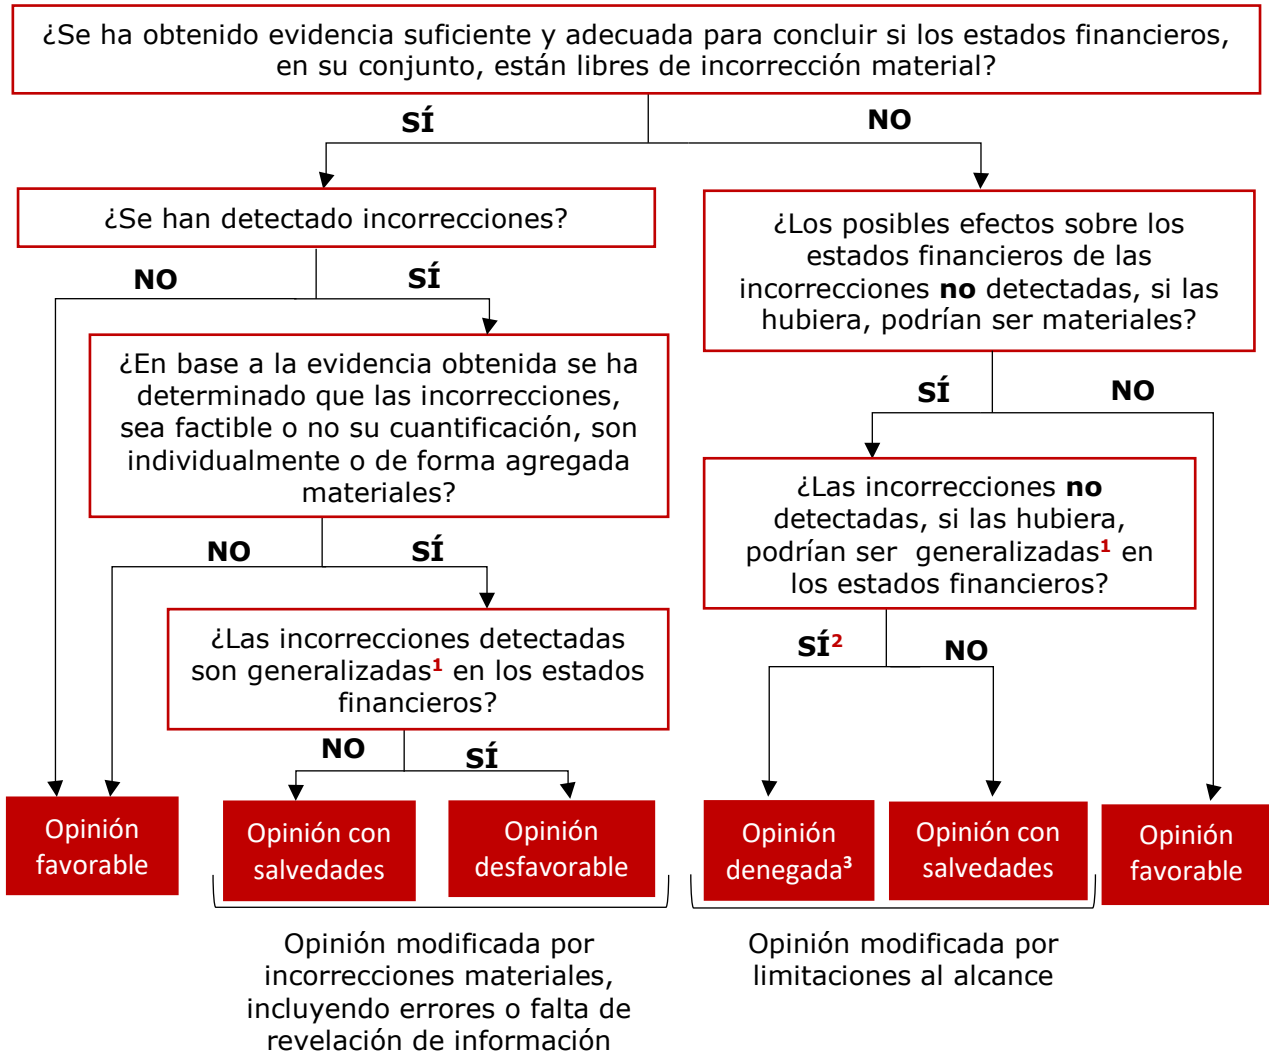 ¿Se ha obtenido evidencia suficiente y adecuada para concluir si los estados financieros,
en su conjunto, están libres de incorrección material?
SÍ
NO
¿Se han detectado incorrecciones?
¿Los posibles efectos sobre los
estados financieros de las
incorrecciones no detectadas, si las
hubiera, podrían ser materiales?
NO
SÍ
¿En base a la evidencia obtenida se ha
determinado que las incorrecciones,
sea factible o no su cuantificación, son
individualmente o de forma agregada
materiales?
SÍ
NO
¿Las incorrecciones no
detectadas, si las hubiera,
podrían ser generalizadas¹ en
los estados financieros?
NO
SÍ
¿Las incorrecciones detectadas
son generalizadas¹ en los estados
financieros?
SÍ²
NO
NO
SÍ
Opinión
favorable
Opinión con
salvedades
Opinión
desfavorable
Opinión
denegada³
Opinión con
salvedades
Opinión
favorable
Opinión modificada por
incorrecciones materiales,
incluyendo errores o falta de
revelación de información
Opinión modificada por
limitaciones al alcance